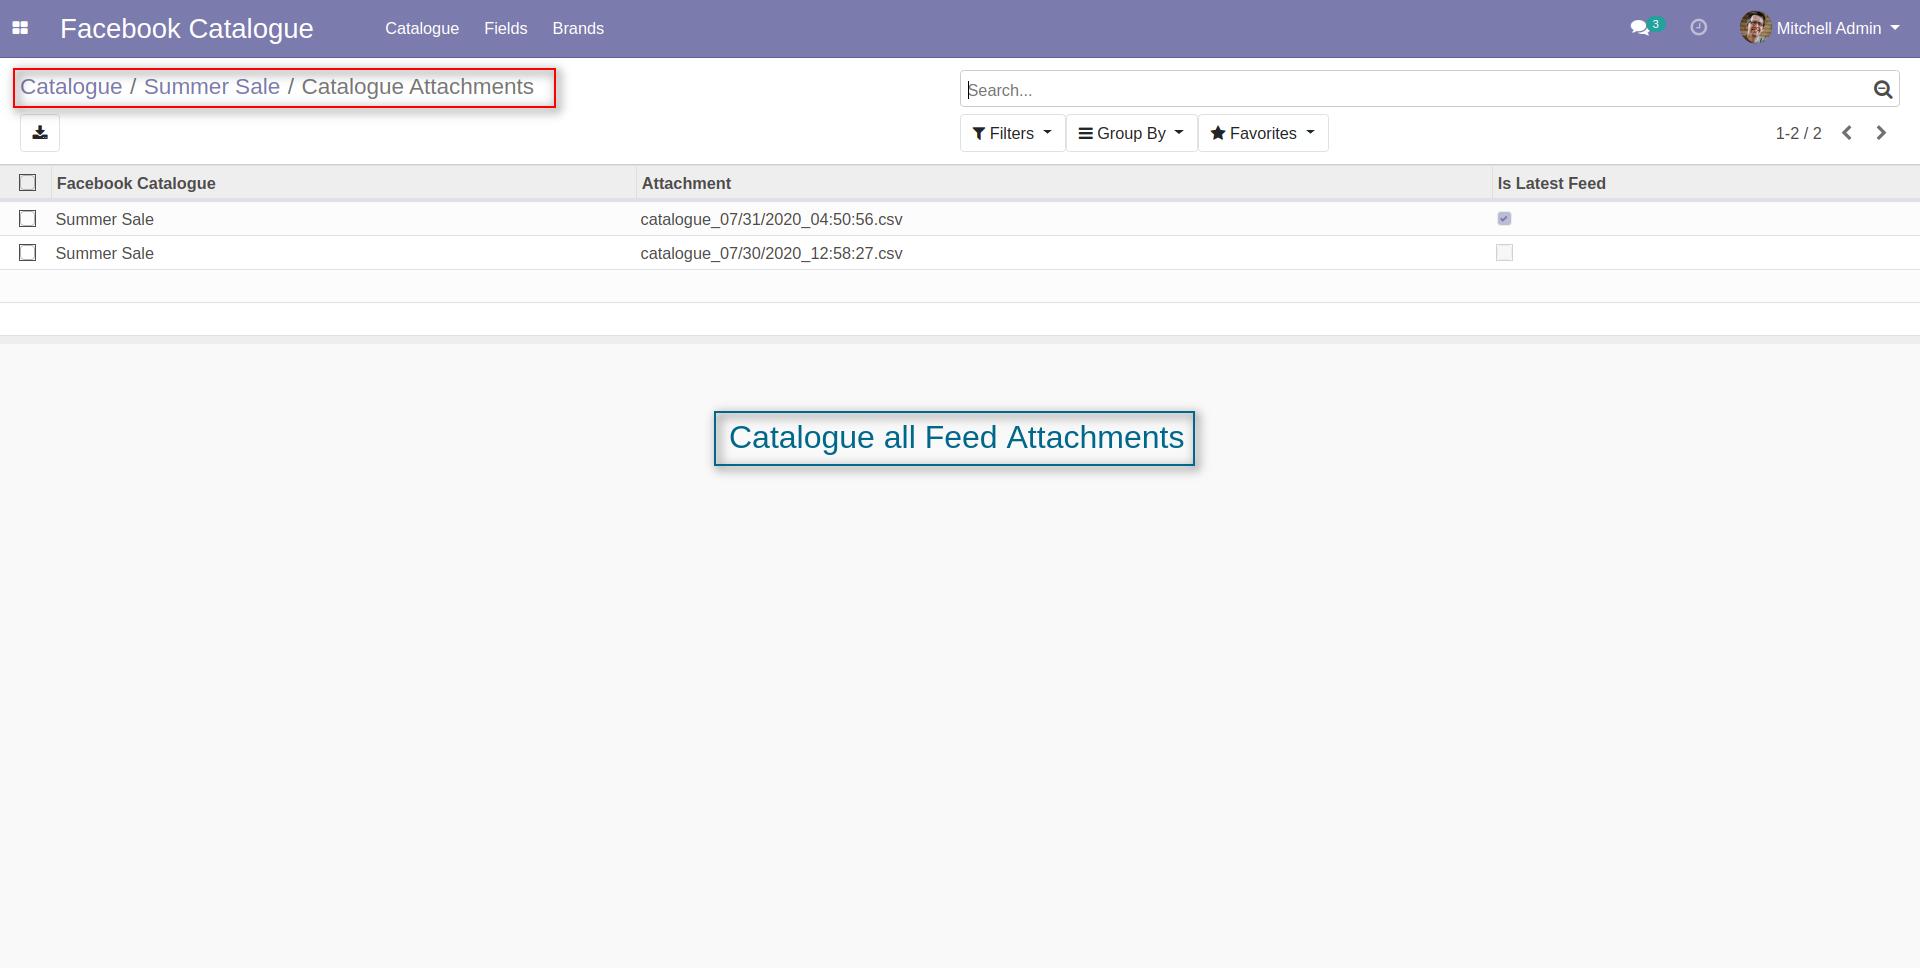 Facebook Catalogue Catalogue Fields Brands 3 Mitchell Admin
Catalogue / Summer Sale / Catalogue Attachments
Search...
Filters Group By Favorites 1-2 / 2
Facebook Catalogue Attachment Is Latest Feed
Summer Sale catalogue_07/31/2020_04:50:56.csv
Summer Sale catalogue_07/30/2020_12:58:27.csv
Catalogue all Feed Attachments